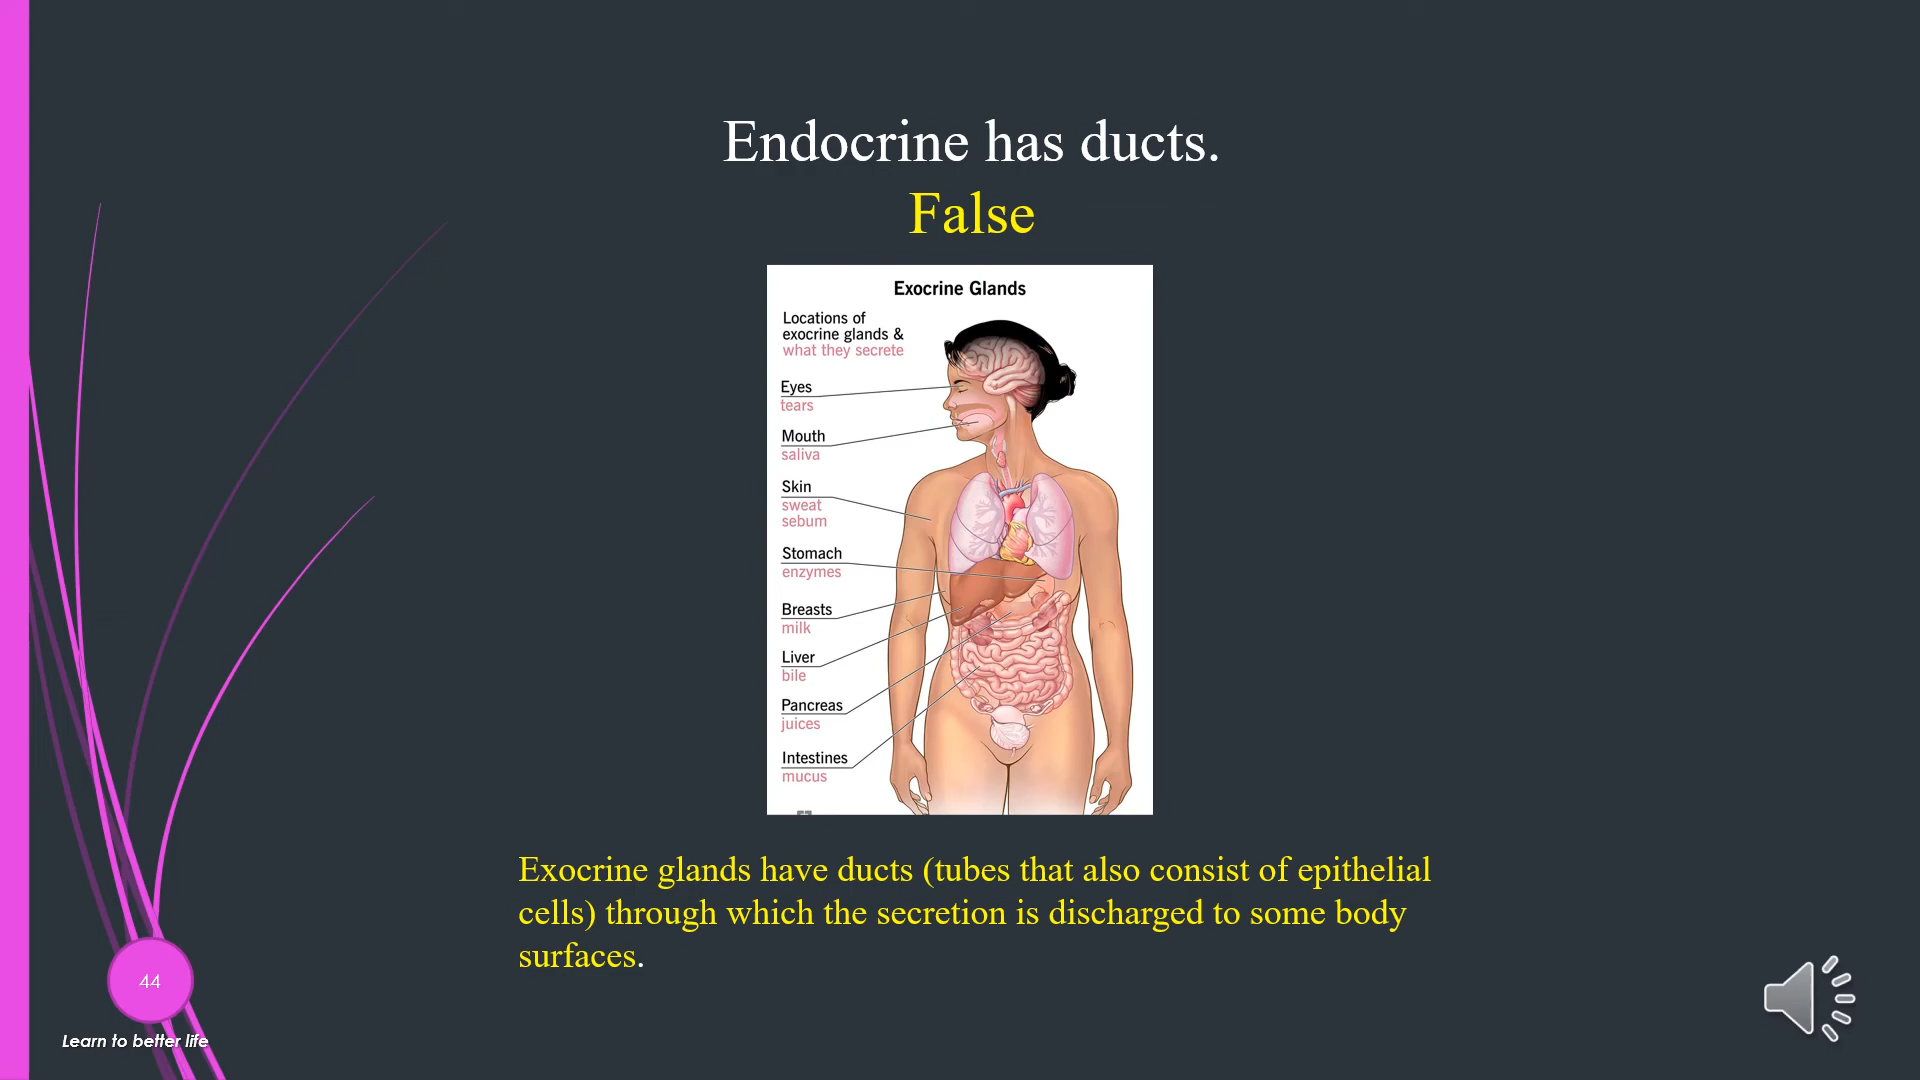 Endocrine has ducts.
False
Exocrine Glands
Locations of
exocrine glands &
what they secrete
Eyes
tears
Mouth
saliva
Skin
sweat
sebum
Stomach
enzymes
Breasts
milk
Liver
bile
Pancreas
juices
Intestines
mucus
Exocrine glands have ducts (tubes that also consist of epithelial
cells) through which the secretion is discharged to some body
surfaces.
44
Learn to better life